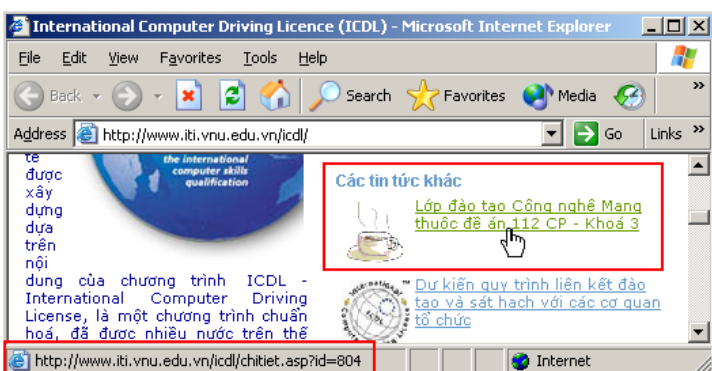 International Computer Driving Licence (ICDL) - Microsoft Internet Explorer
File Edit View Favorites Tools Help
Back Search Favorites Media »
Address http://www.iti.vnu.edu.vn/icdl/ Go Links »
tế
được
xây
dựng
dựa
trên
nội
dung của chương trình ICDL -
International Computer Driving
License, là một chương trình chuẩn
hoá, đã được nhiều nước trên thế
the international
computer skills
qualification
Các tin tức khác
Lớp đào tạo Công nghệ Mạng
thuộc đề án 112 CP - Khoá 3
Dự kiến quy trình liên kết đào
tạo và sát hạch với các cơ quan
tổ chức
http://www.iti.vnu.edu.vn/icdl/chitiet.asp?id=804 Internet